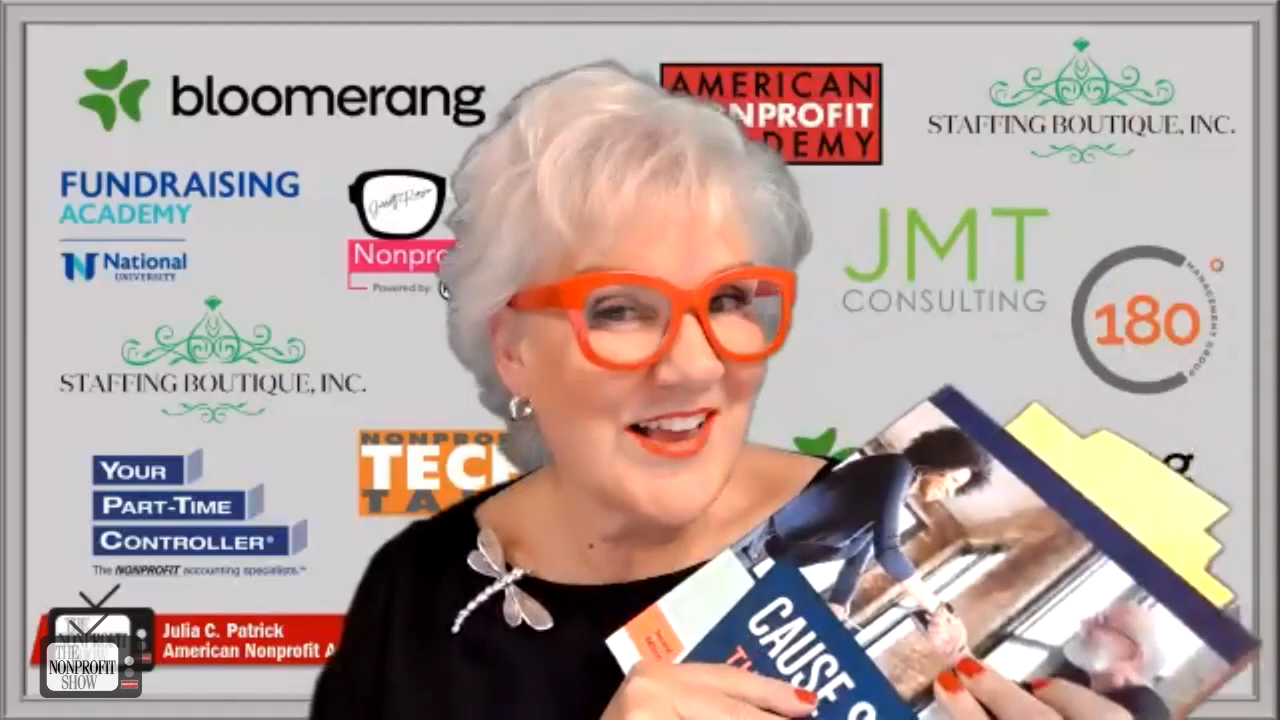 bloomerang
AMERICAN
NPROFIT
DEMY
STAFFING BOUTIQUE, INC.
FUNDRAISING
ACADEMY
National
UNIVERSITY
Nonpro
Powered by:
JMT
CONSULTING
180
MANAGEMENT GROUP
STAFFING BOUTIQUE, INC.
NONPROF
TECH
TA
YOUR
PART-TIME
CONTROLLER®
The NONPROFIT accounting specialists.™
Julia C. Patrick
American Nonprofit A
THE
NONPROFIT
SHOW
CAUSE